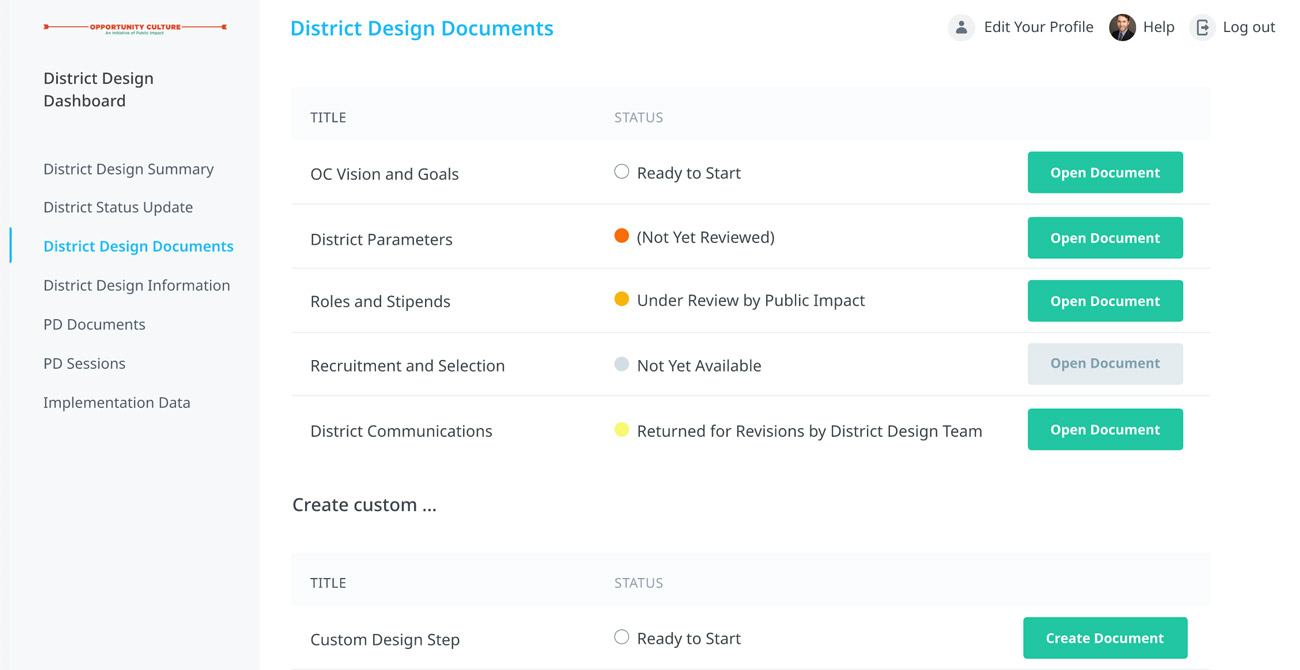 OPPORTUNITY CULTURE
An Initiative of Public Impact
District Design
Dashboard
District Design Summary
District Status Update
District Design Documents
District Design Information
PD Documents
PD Sessions
Implementation Data
District Design Documents
Edit Your Profile Help Log out
TITLE STATUS
OC Vision and Goals Ready to Start Open Document
District Parameters (Not Yet Reviewed) Open Document
Roles and Stipends Under Review by Public Impact Open Document
Recruitment and Selection Not Yet Available Open Document
District Communications Returned for Revisions by District Design Team Open Document
Create custom ...
TITLE STATUS
Custom Design Step Ready to Start Create Document